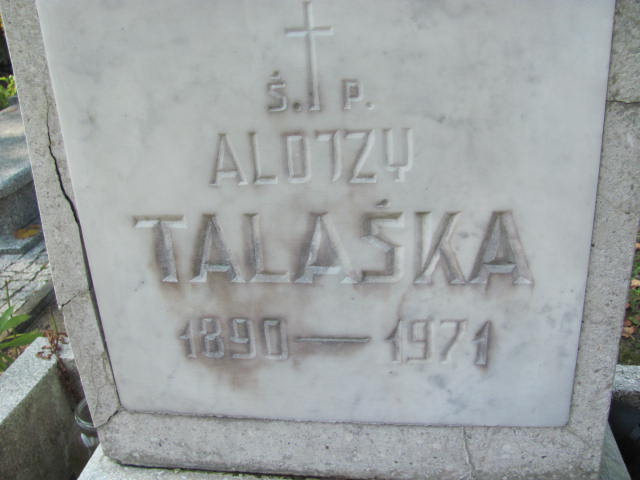 Ś. P.
ALOJZY
TALAŚKA
1890 — 1971